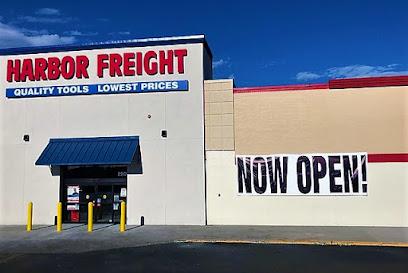 HARBOR FREIGHT
QUALITY TOOLS LOWEST PRICES
NOW OPEN!